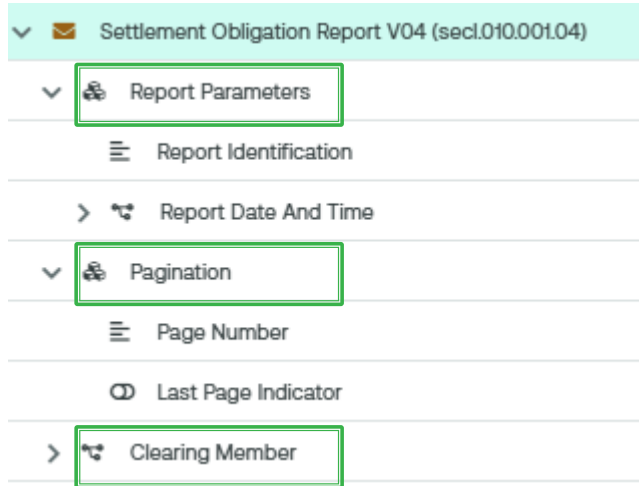 Settlement Obligation Report V04 (secl.010.001.04)
Report Parameters
Report Identification
Report Date And Time
Pagination
Page Number
Last Page Indicator
Clearing Member